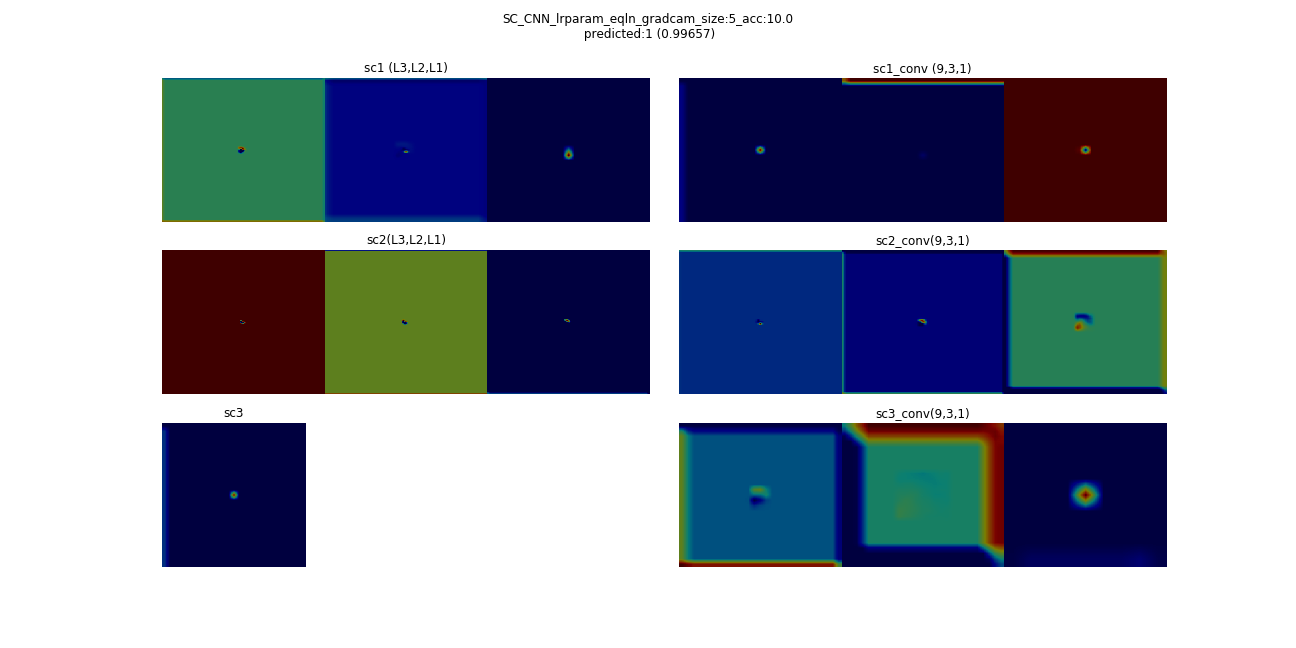 SC_CNN_lrparam_eqln_gradcam_size:5_acc:10.0
predicted:1 (0.99657)
sc1 (L3,L2,L1)
sc1_conv (9,3,1)
sc2(L3,L2,L1)
sc2_conv(9,3,1)
sc3
sc3_conv(9,3,1)